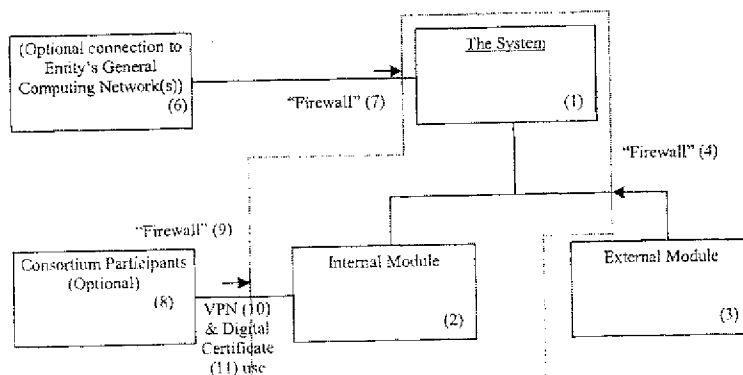 (Optional connection to
Entity's General
Computing Network(s))
(6)
The System
(1)
"Firewall" (7)
"Firewall" (4)
"Firewall" (9)
Consortium Participants
(Optional)
(8)
VPN (10)
& Digital
Certificate
(11) use
Internal Module
(2)
External Module
(3)